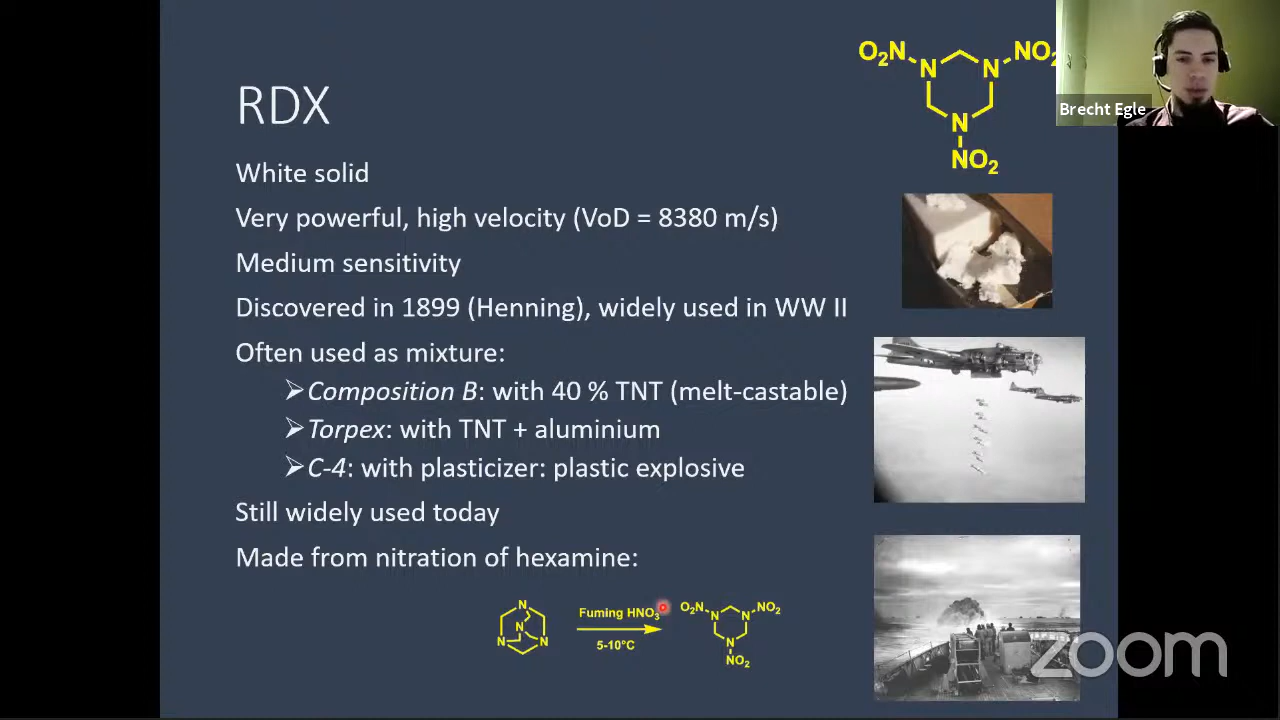 RDX
White solid
Very powerful, high velocity (VoD = 8380 m/s)
Medium sensitivity
Discovered in 1899 (Henning), widely used in WW II
Often used as mixture:
➢Composition B: with 40 % TNT (melt-castable)
➢Torpex: with TNT + aluminium
➢C-4: with plasticizer: plastic explosive
Still widely used today
Made from nitration of hexamine:
O₂N NO₂
N N
N
NO₂
Brecht Egle
N
N
N N
Fuming HNO₃
5-10°C
O₂N NO₂
N N
N
NO₂
zoom